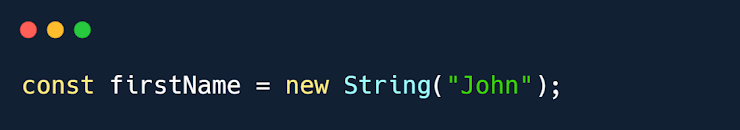 const firstName = new String("John");